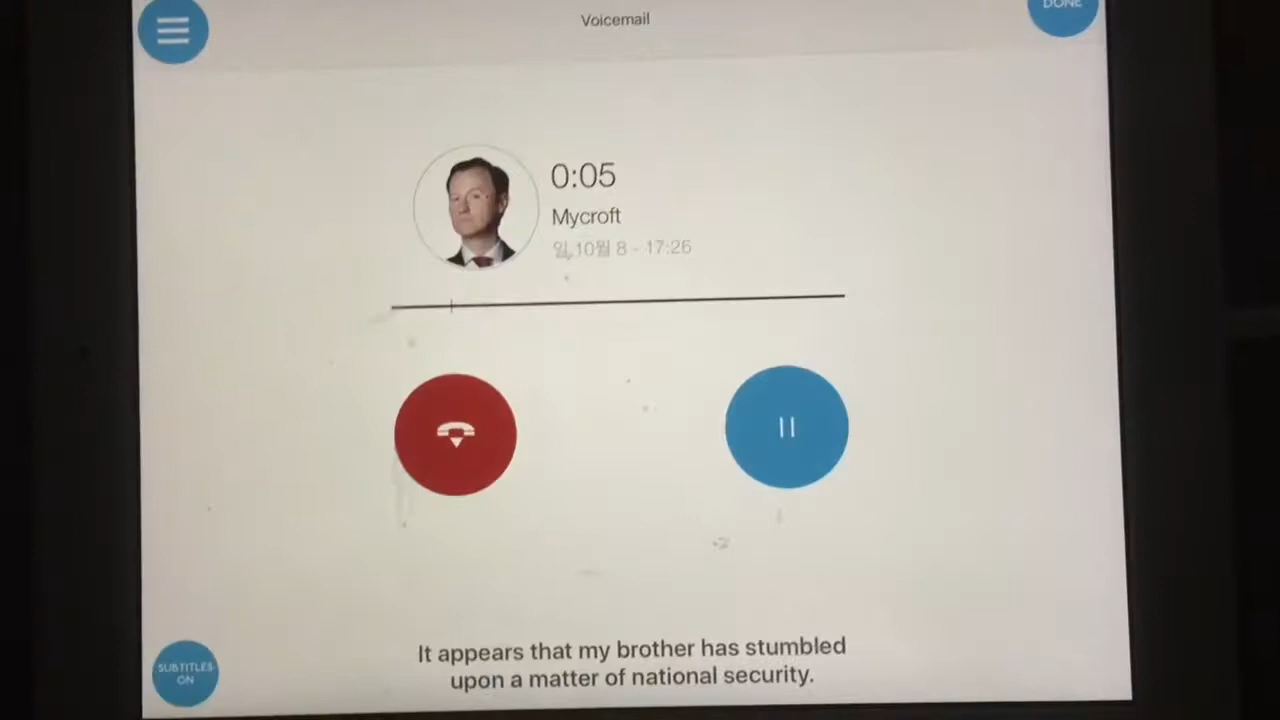 Voicemail
DONE
0:05
Mycroft
일,10월 8 - 17:26
It appears that my brother has stumbled
upon a matter of national security.
SUBTITLES
ON